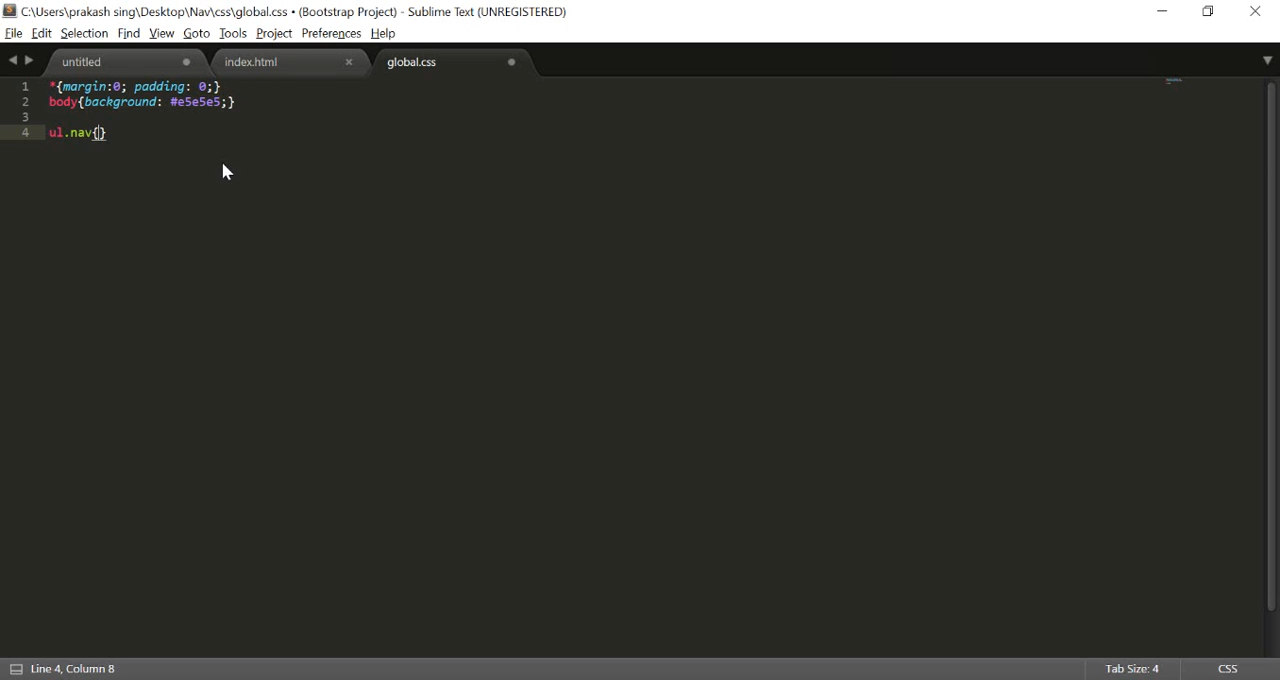 C:\Users\prakash sing\Desktop\Nav\css\global.css • (Bootstrap Project) - Sublime Text (UNREGISTERED)
File Edit Selection Find View Goto Tools Project Preferences Help
untitled index.html × global.css
1 *{margin:0; padding: 0;}
2 body{background: #e5e5e5;}
3
4 ul.nav{}
Line 4, Column 8 Tab Size: 4 CSS